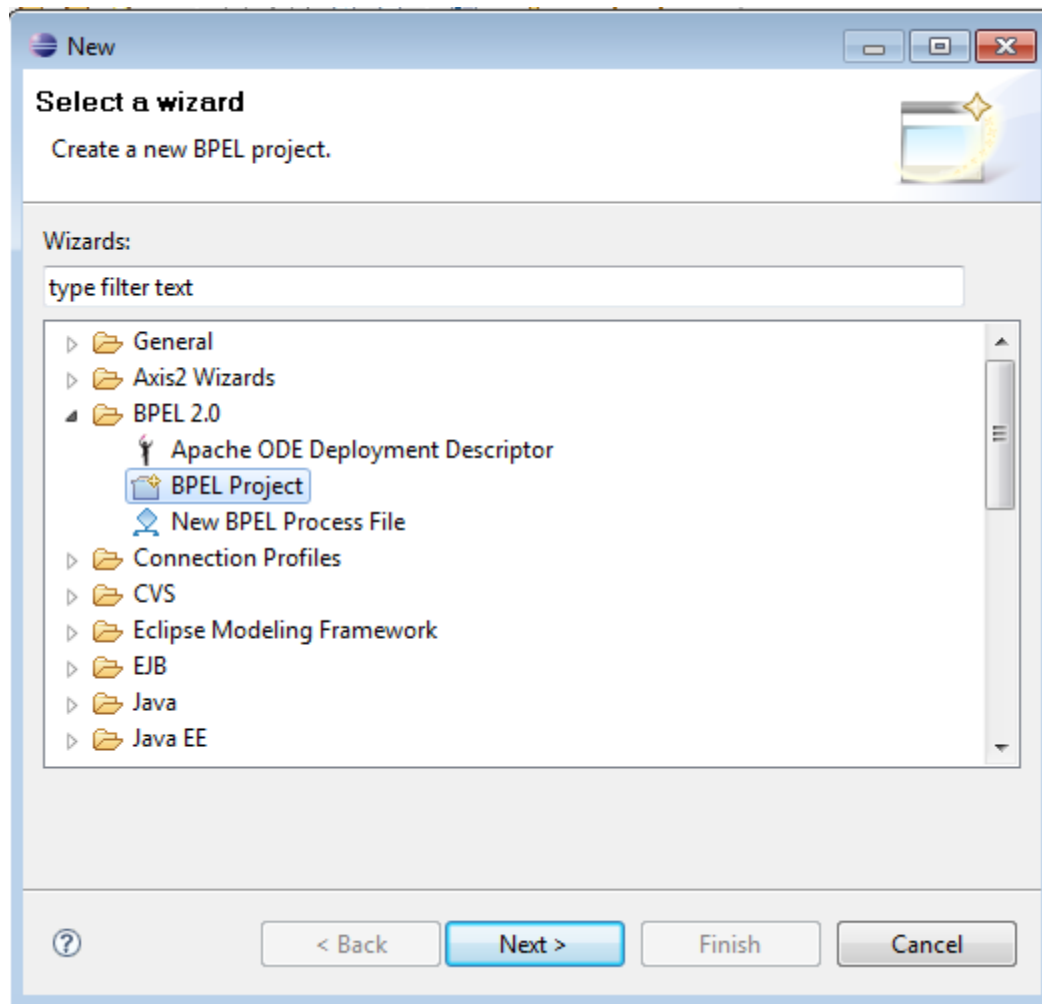 New
Select a wizard
Create a new BPEL project.
Wizards:
type filter text
General
Axis2 Wizards
BPEL 2.0
Apache ODE Deployment Descriptor
BPEL Project
New BPEL Process File
Connection Profiles
CVS
Eclipse Modeling Framework
EJB
Java
Java EE
? < Back Next > Finish Cancel